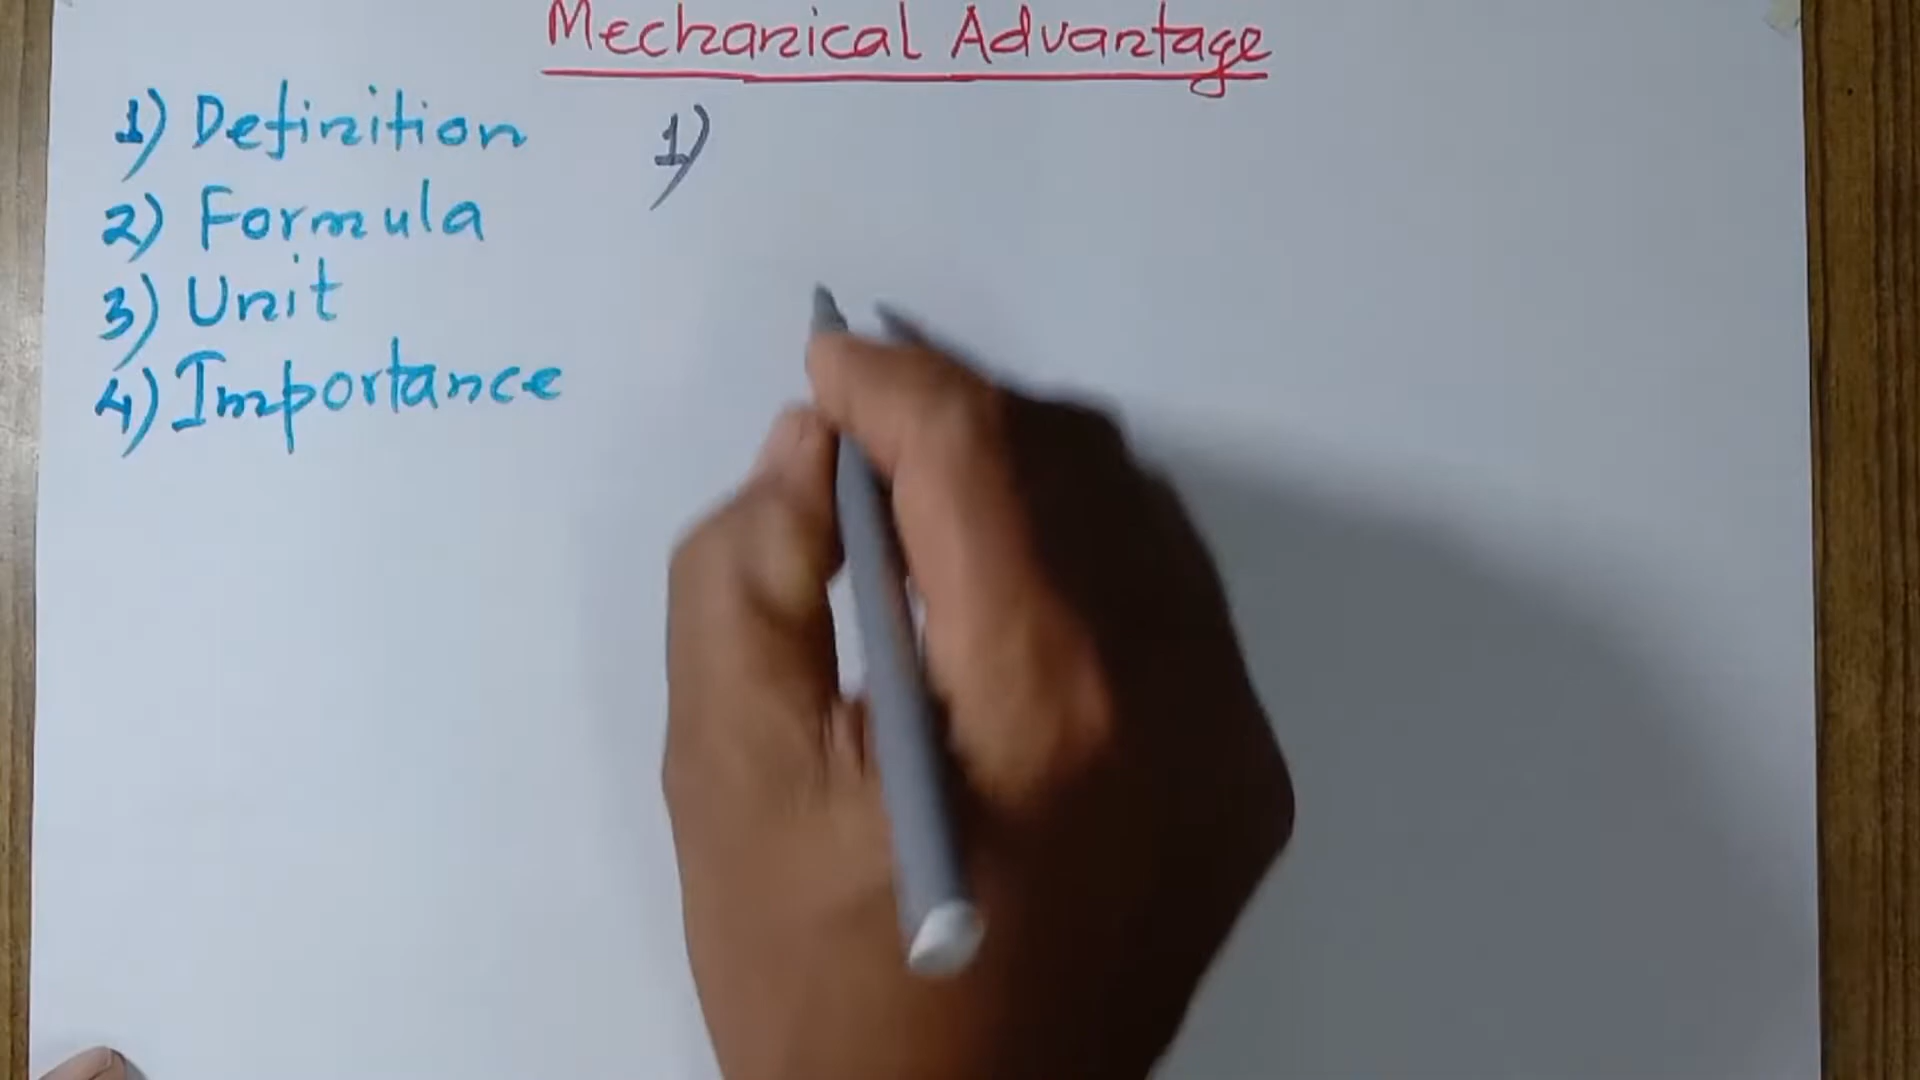 Mechanical Advantage
1) Definition
2) Formula
3) Unit
4) Importance
1)